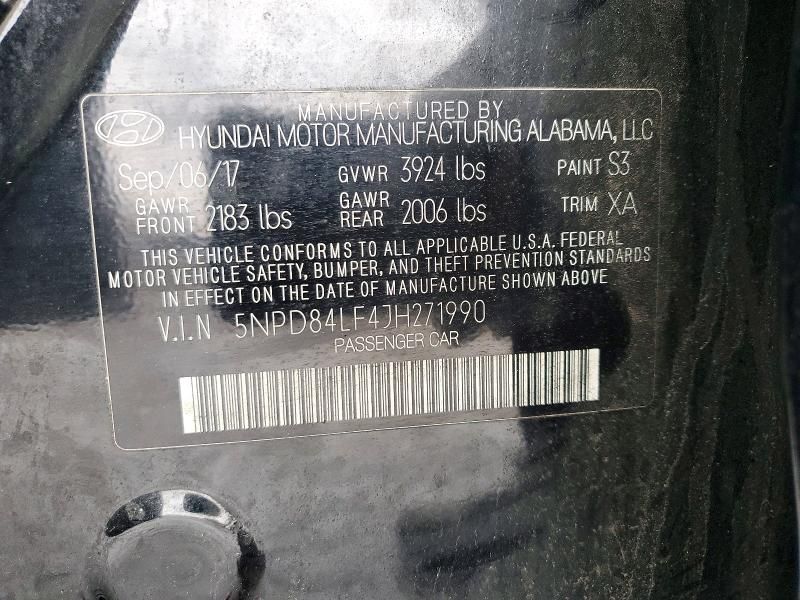 MANUFACTURED BY
HYUNDAI MOTOR MANUFACTURING ALABAMA, LLC
Sep/06/17 GVWR 3924 lbs PAINT S3
GAWR FRONT 2183 lbs GAWR REAR 2006 lbs TRIM XA
THIS VEHICLE CONFORMS TO ALL APPLICABLE U.S.A. FEDERAL
MOTOR VEHICLE SAFETY, BUMPER, AND THEFT PREVENTION STANDARDS
IN EFFECT ON THE DATE OF MANUFACTURE SHOWN ABOVE
V.I.N 5NPD84LF4JH271990
PASSENGER CAR